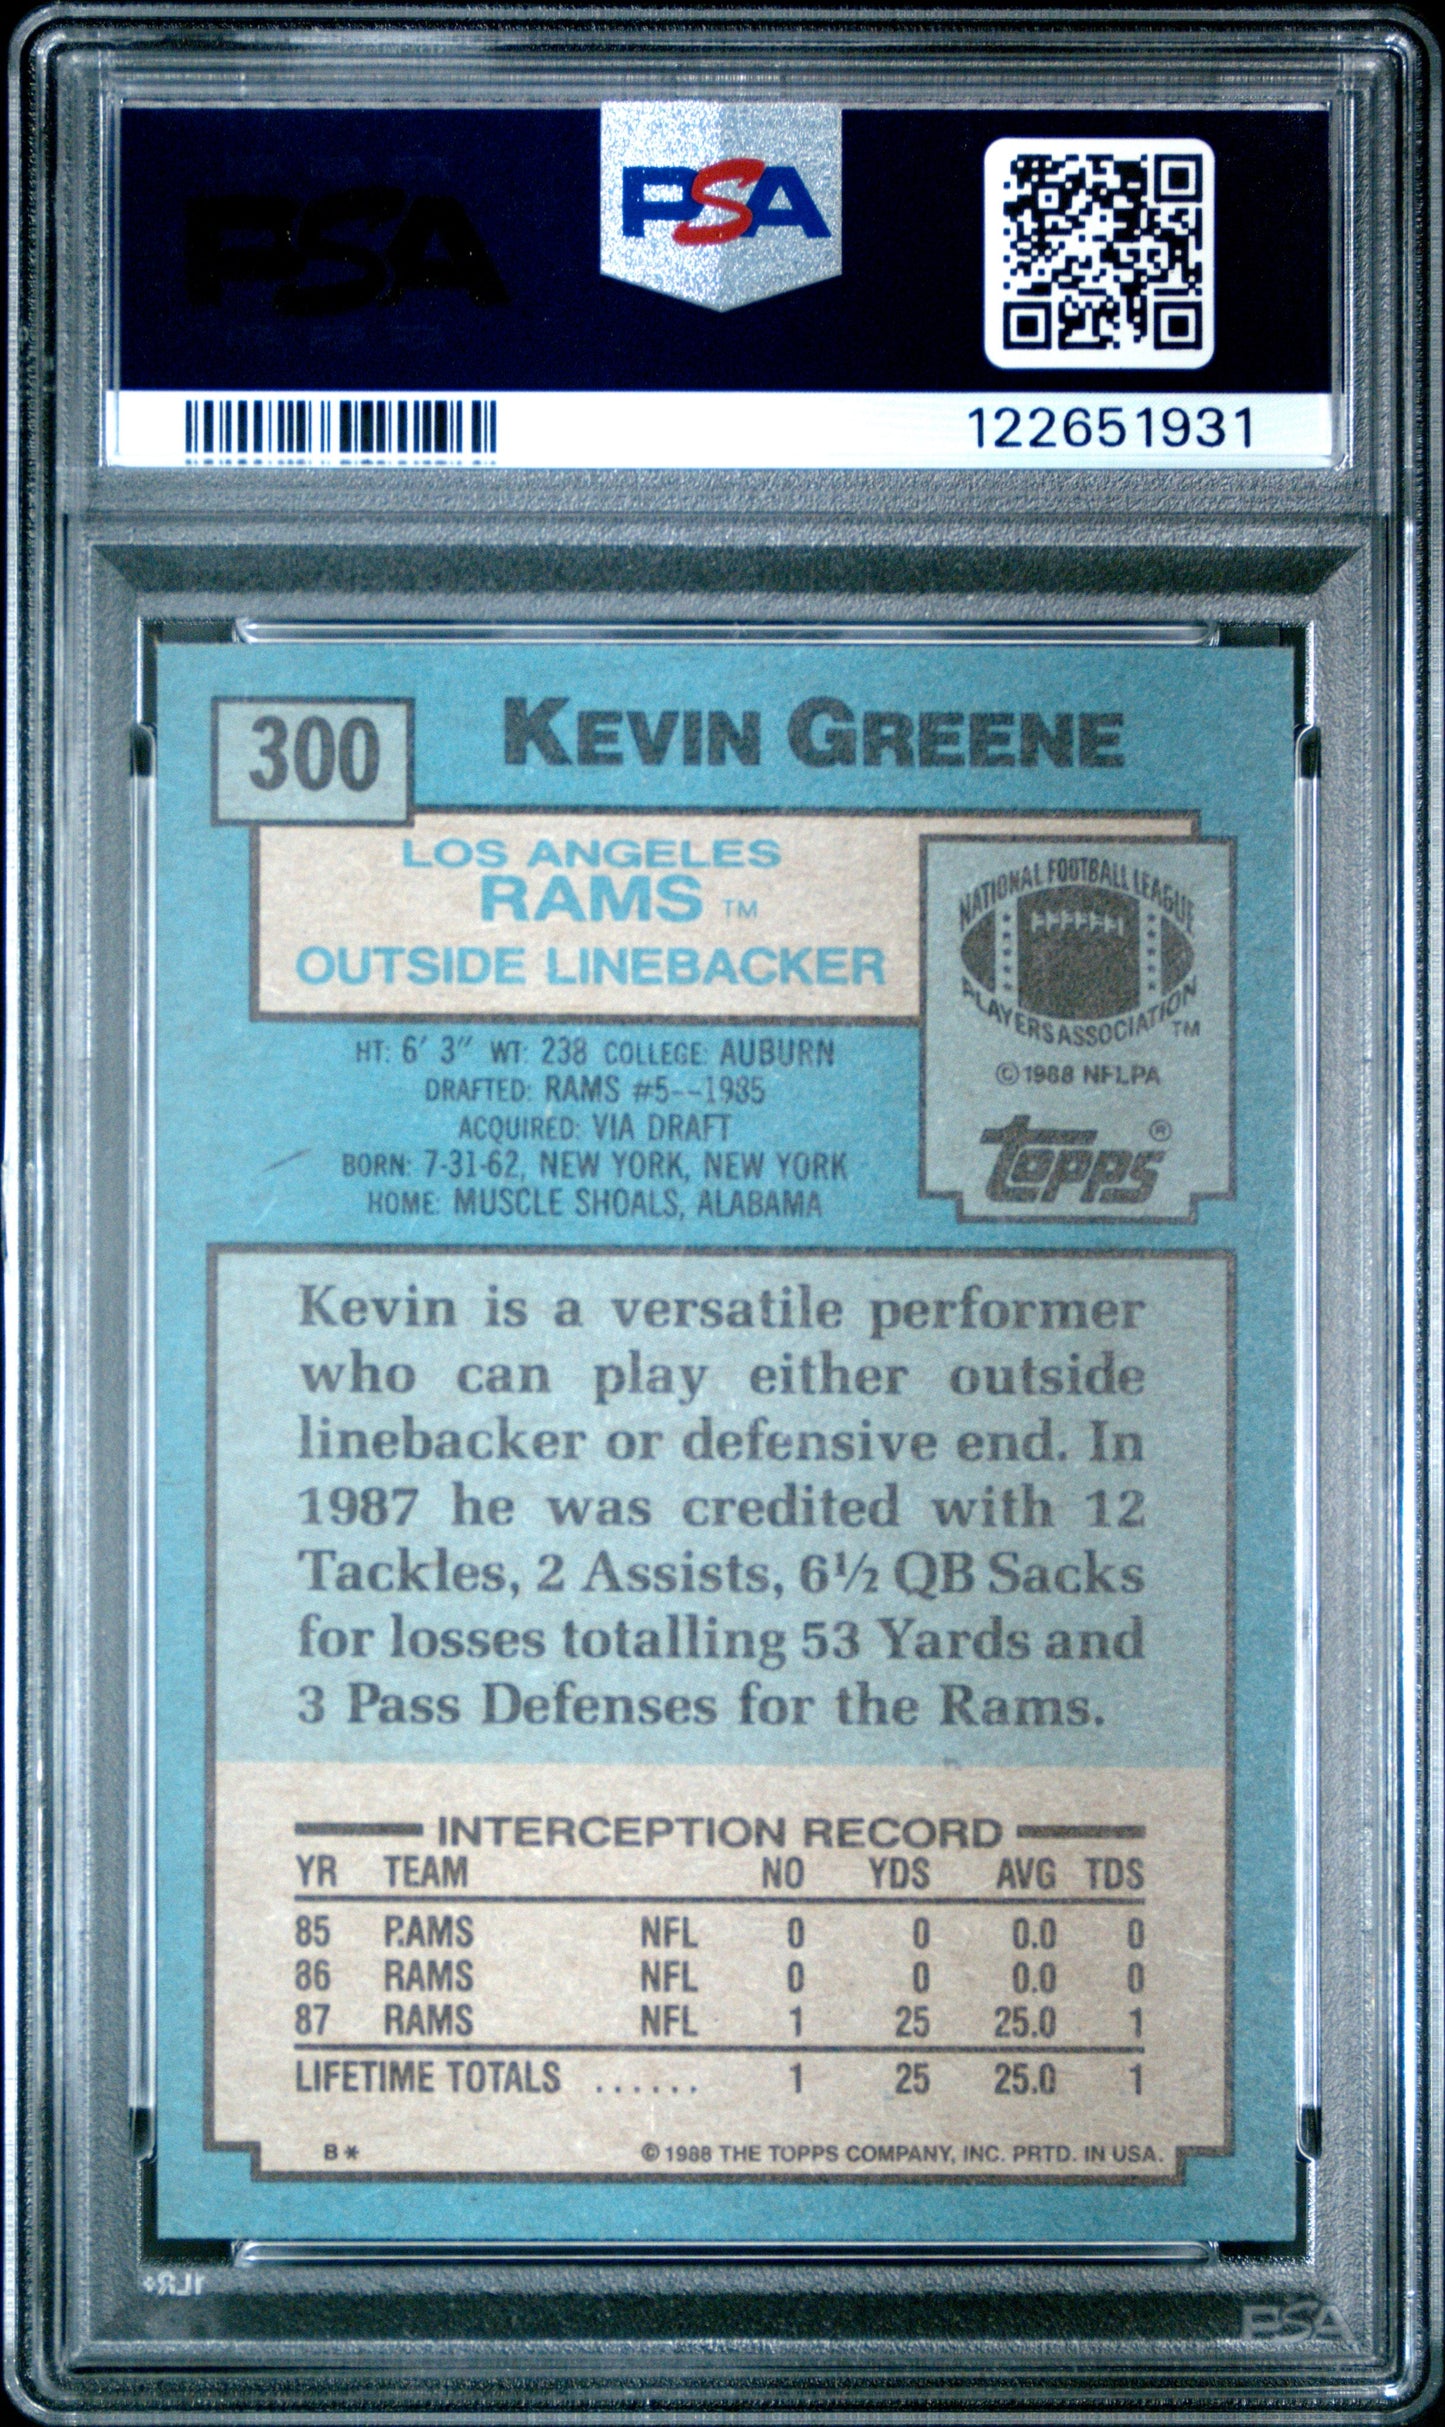 PSA
PSA
122651931
300
KEVIN GREENE
LOS ANGELES
RAMS TM
OUTSIDE LINEBACKER
NATIONAL FOOTBALL LEAGUE
PLAYERS ASSOCIATION TM
© 1988 NFLPA
Topps ®
HT: 6' 3" WT: 238 COLLEGE: AUBURN
DRAFTED: RAMS #5--1985
ACQUIRED: VIA DRAFT
BORN: 7-31-62, NEW YORK, NEW YORK
HOME: MUSCLE SHOALS, ALABAMA
Kevin is a versatile performer
who can play either outside
linebacker or defensive end. In
1987 he was credited with 12
Tackles, 2 Assists, 6½ QB Sacks
for losses totalling 53 Yards and
3 Pass Defenses for the Rams.
INTERCEPTION RECORD
YR TEAM NO YDS AVG TDS
85 RAMS NFL 0 0 0.0 0
86 RAMS NFL 0 0 0.0 0
87 RAMS NFL 1 25 25.0 1
LIFETIME TOTALS ...... 1 25 25.0 1
B* © 1988 THE TOPPS COMPANY, INC. PRTD. IN USA.
PSA